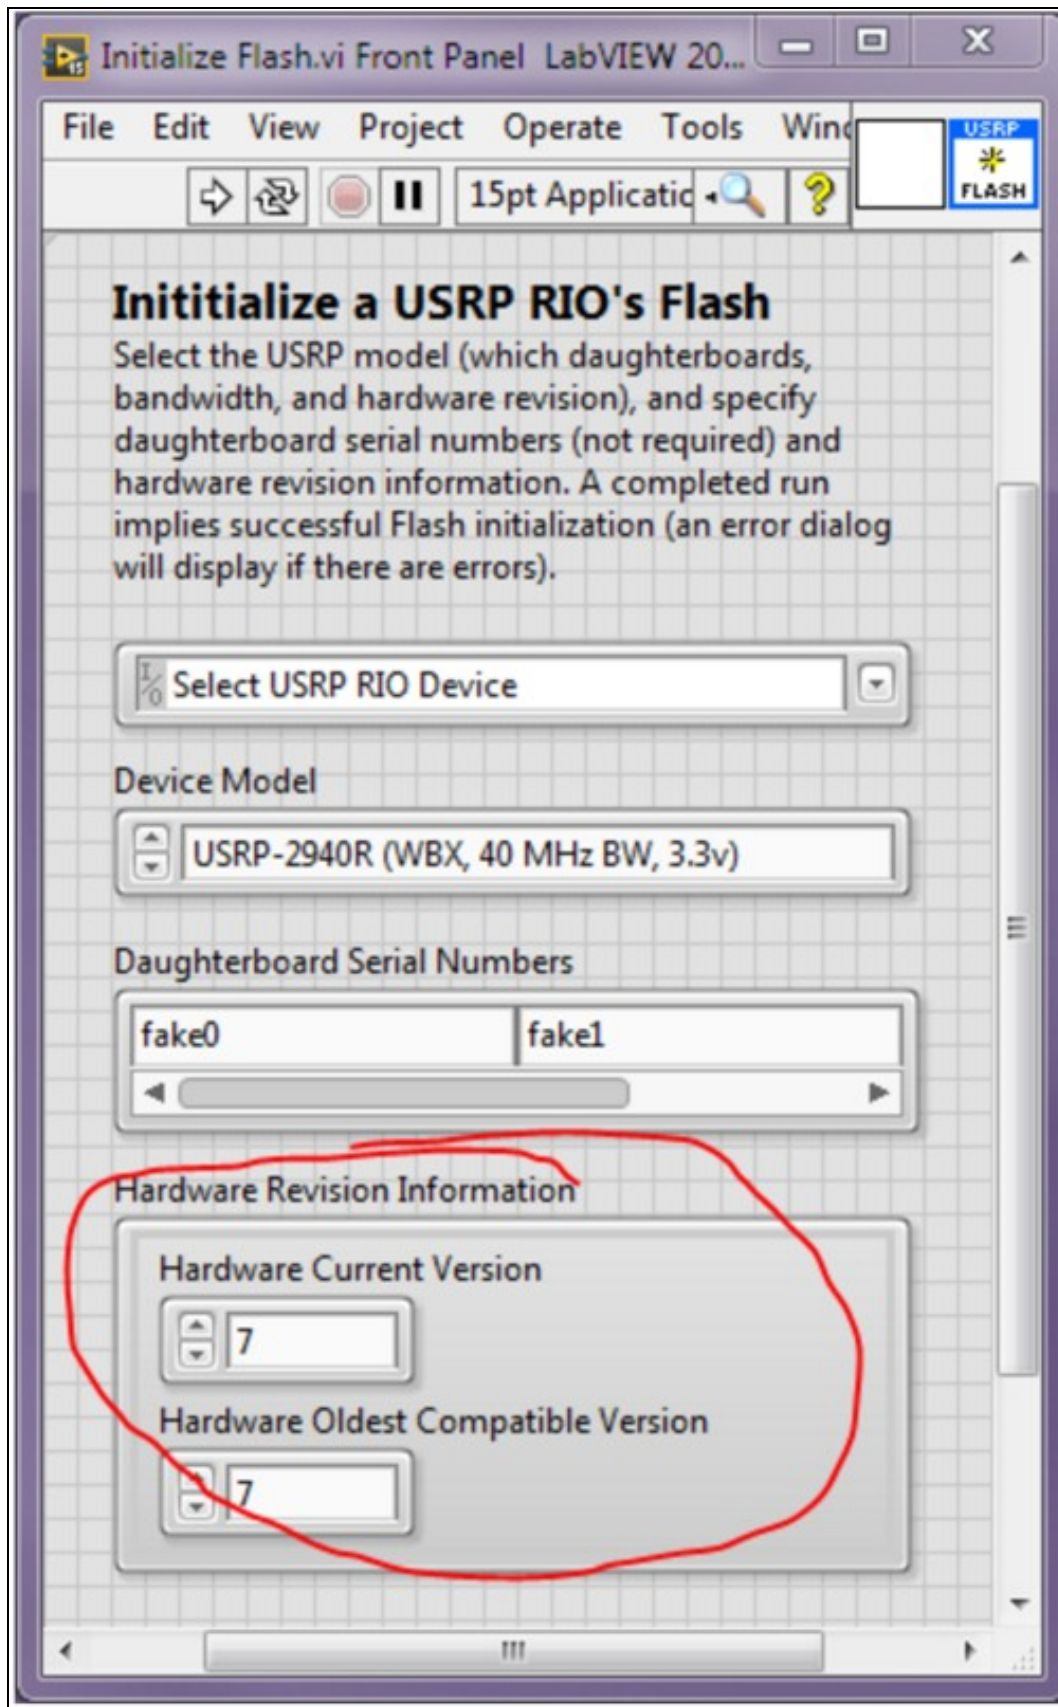 Initialize Flash.vi Front Panel LabVIEW 20...
File Edit View Project Operate Tools Wind
USRP
FLASH
15pt Applicatic
?
Inititialize a USRP RIO's Flash
Select the USRP model (which daughterboards,
bandwidth, and hardware revision), and specify
daughterboard serial numbers (not required) and
hardware revision information. A completed run
implies successful Flash initialization (an error dialog
will display if there are errors).
I/O Select USRP RIO Device
Device Model
USRP-2940R (WBX, 40 MHz BW, 3.3v)
Daughterboard Serial Numbers
fake0 fake1
Hardware Revision Information
Hardware Current Version
7
Hardware Oldest Compatible Version
7